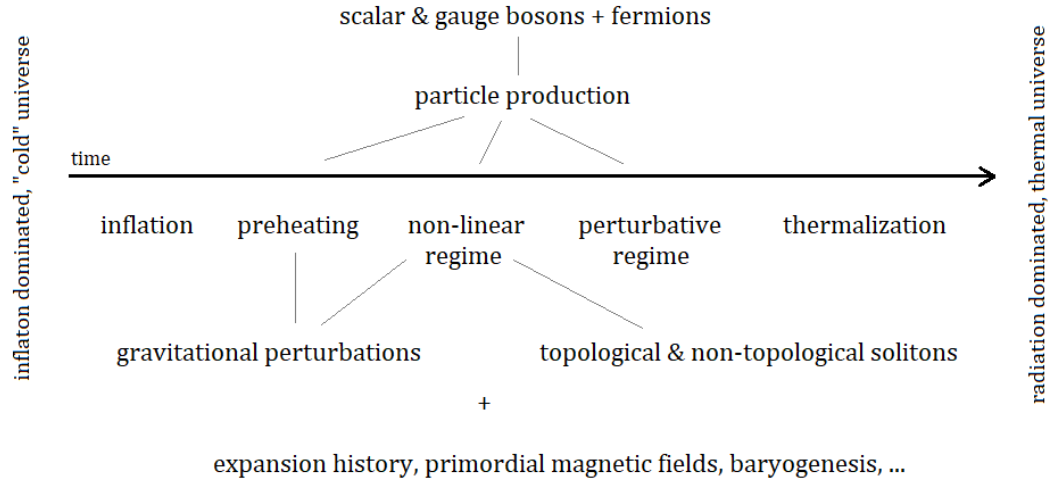 scalar & gauge bosons + fermions
particle production
inflaton dominated, "cold" universe
time
radiation dominated, thermal universe
inflation
preheating
non-linear
regime
perturbative
regime
thermalization
gravitational perturbations
topological & non-topological solitons
+
expansion history, primordial magnetic fields, baryogenesis, ...